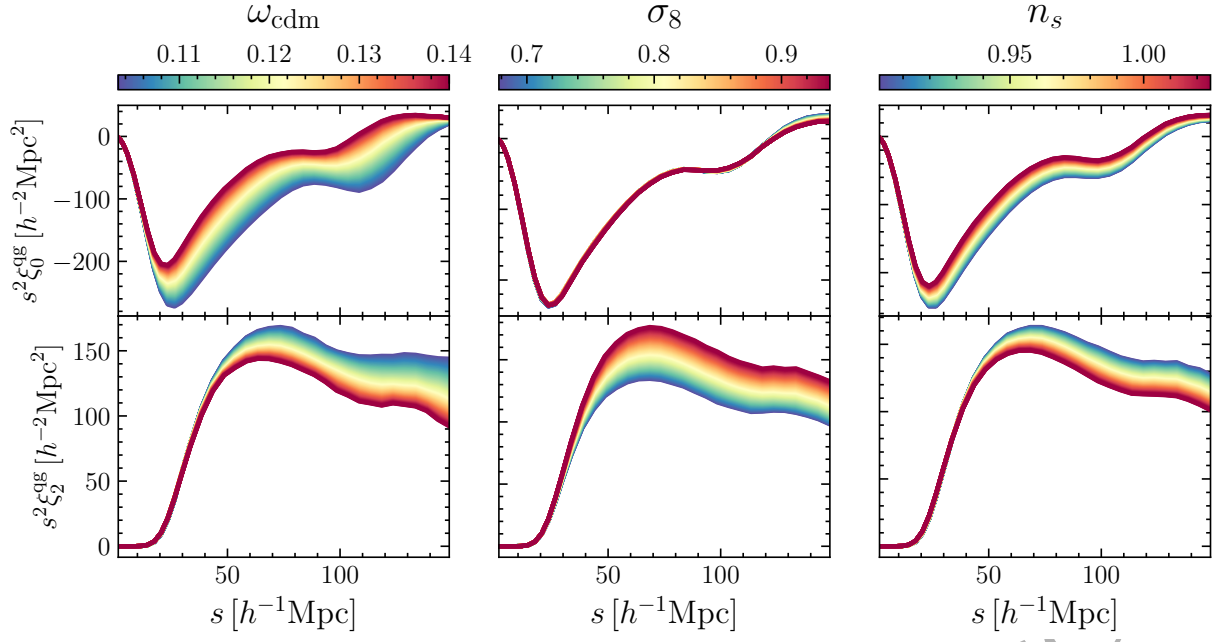 ω_cdm σ_8 n_s
0.11 0.12 0.13 0.14 0.7 0.8 0.9 0.95 1.00
0
−100
−200
s²ξ₀^qg [h⁻²Mpc²]
150
100
50
0
s²ξ₂^qg [h⁻²Mpc²]
50 100 50 100 50 100
s [h⁻¹Mpc] s [h⁻¹Mpc] s [h⁻¹Mpc]